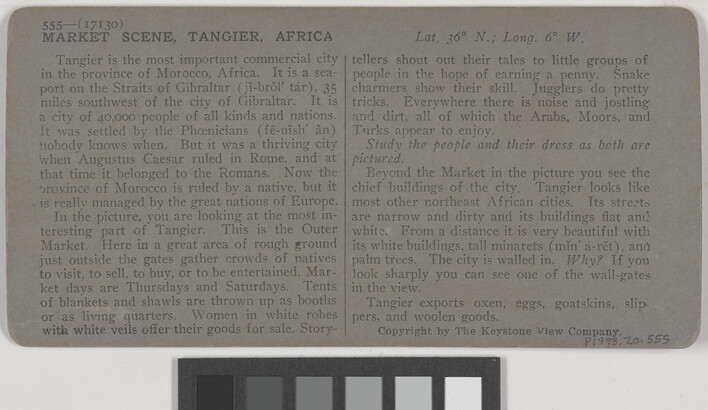 555—(17130)
MARKET SCENE, TANGIER, AFRICA
Lat. 36° N.; Long. 6° W.
Tangier is the most important commercial city
in the province of Morocco, Africa. It is a sea-
port on the Straits of Gibraltar (jĭ-brôl' tár), 35
miles southwest of the city of Gibraltar. It is
a city of 40,000 people of all kinds and nations.
It was settled by the Phœnicians (fē-nĭsh' ăn)
nobody knows when. But it was a thriving city
when Augustus Caesar ruled in Rome, and at
that time it belonged to the Romans. Now the
province of Morocco is ruled by a native, but it
is really managed by the great nations of Europe.
In the picture, you are looking at the most in-
teresting part of Tangier. This is the Outer
Market. Here in a great area of rough ground
just outside the gates gather crowds of natives
to visit, to sell, to buy, or to be entertained. Mar-
ket days are Thursdays and Saturdays. Tents
of blankets and shawls are thrown up as booths
or as living quarters. Women in white robes
with white veils offer their goods for sale. Story-
tellers shout out their tales to little groups of
people in the hope of earning a penny. Snake
charmers show their skill. Jugglers do pretty
tricks. Everywhere there is noise and jostling
and dirt, all of which the Arabs, Moors, and
Turks appear to enjoy.
Study the people and their dress as both are
pictured.
Beyond the Market in the picture you see the
chief buildings of the city. Tangier looks like
most other northeast African cities. Its streets
are narrow and dirty and its buildings flat and
white. From a distance it is very beautiful with
its white buildings, tall minarets (mĭn' a-rĕt), and
palm trees. The city is walled in. Why? If you
look sharply you can see one of the wall-gates
in the view.
Tangier exports oxen, eggs, goatskins, slip-
pers, and woolen goods.
Copyright by The Keystone View Company.
P1993.20.555